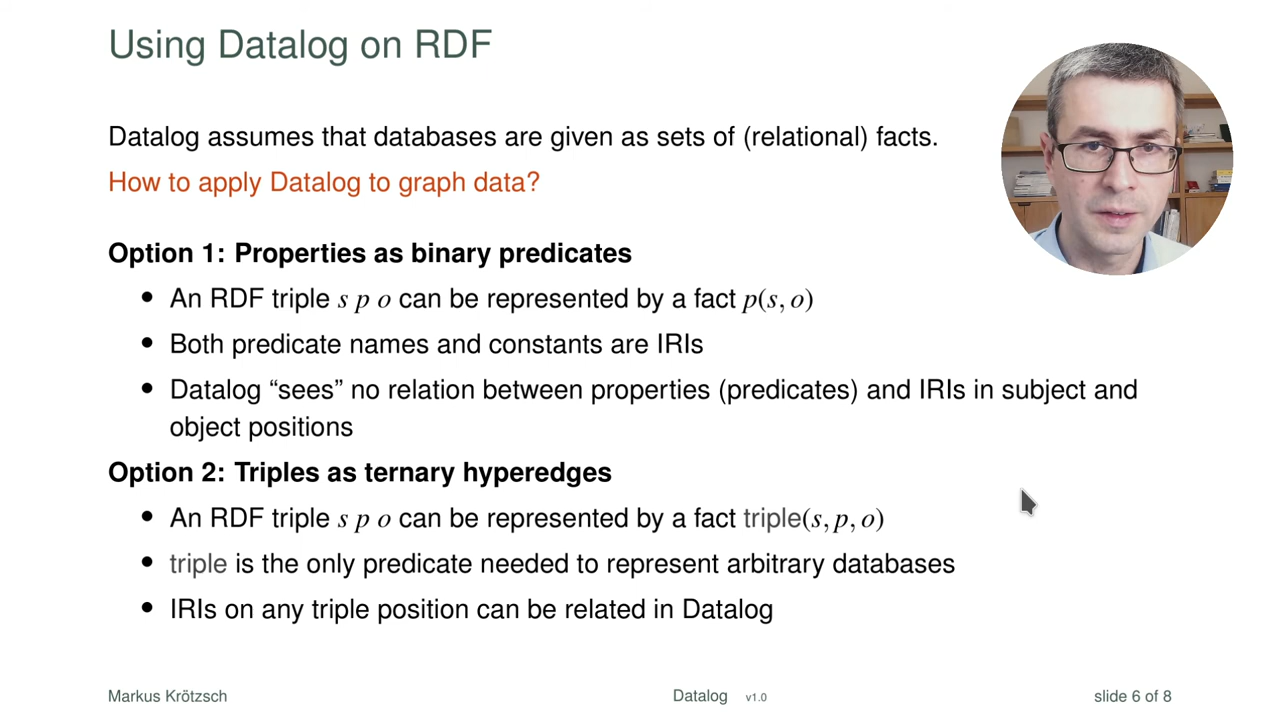 Using Datalog on RDF
Datalog assumes that databases are given as sets of (relational) facts.
How to apply Datalog to graph data?
Option 1: Properties as binary predicates
• An RDF triple s p o can be represented by a fact p(s, o)
• Both predicate names and constants are IRIs
• Datalog “sees” no relation between properties (predicates) and IRIs in subject and
object positions
Option 2: Triples as ternary hyperedges
• An RDF triple s p o can be represented by a fact triple(s, p, o)
• triple is the only predicate needed to represent arbitrary databases
• IRIs on any triple position can be related in Datalog
Markus Krötzsch Datalog v1.0 slide 6 of 8